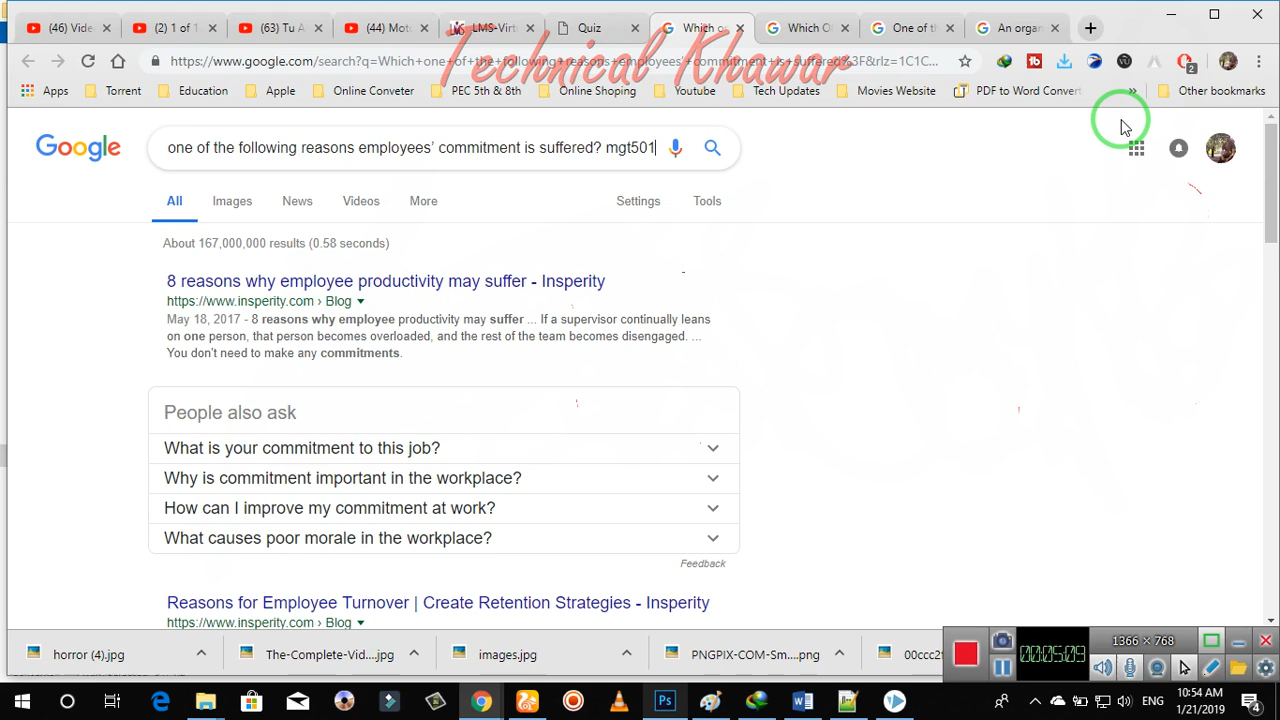 (46) Vide
(2) 1 of 1
(63) Tu A
(44) Mot
LMS-Virt
Quiz
Which o
Which O
One of th
An organ
Technical Khawar
https://www.google.com/search?q=Which+one+of+the+following+reasons+employees'+commitment+is+suffered%3F&rlz=1C1C...
2
Apps
Torrent
Education
Apple
Online Conveter
PEC 5th & 8th
Online Shoping
Youtube
Tech Updates
Movies Website
PDF to Word Convert
»
Other bookmarks
Google
one of the following reasons employees' commitment is suffered? mgt501
All
Images
News
Videos
More
Settings
Tools
About 167,000,000 results (0.58 seconds)
8 reasons why employee productivity may suffer - Insperity
https://www.insperity.com › Blog
May 18, 2017 - 8 reasons why employee productivity may suffer ... If a supervisor continually leans
on one person, that person becomes overloaded, and the rest of the team becomes disengaged. ...
You don't need to make any commitments.
People also ask
What is your commitment to this job?
Why is commitment important in the workplace?
How can I improve my commitment at work?
What causes poor morale in the workplace?
Feedback
Reasons for Employee Turnover | Create Retention Strategies - Insperity
https://www.insperity.com › Blog
horror (4).jpg
The-Complete-Vid....jpg
images.jpg
PNGPIX-COM-Sm....png
00ccc2
00:05:09
1366 × 768
ENG
10:54 AM
1/21/2019
4